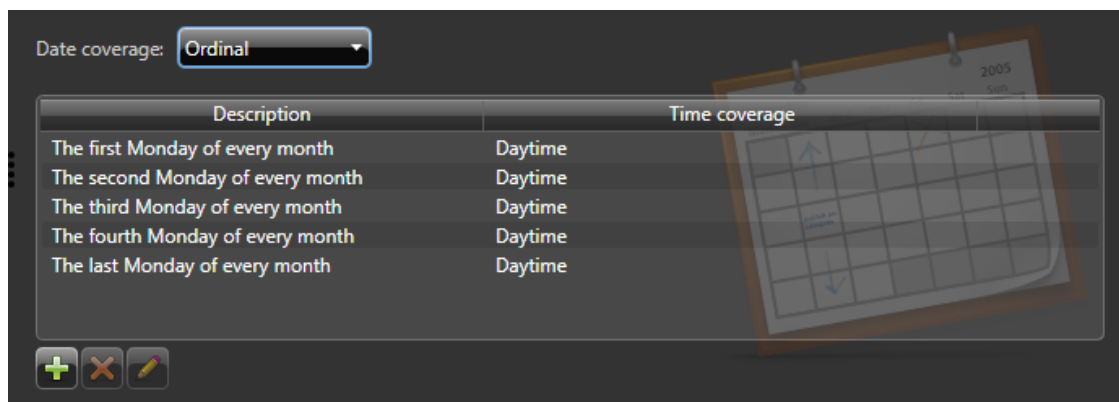 Date coverage: Ordinal
2005
Sat Sun
Description Time coverage
The first Monday of every month Daytime
The second Monday of every month Daytime
The third Monday of every month Daytime
The fourth Monday of every month Daytime
The last Monday of every month Daytime